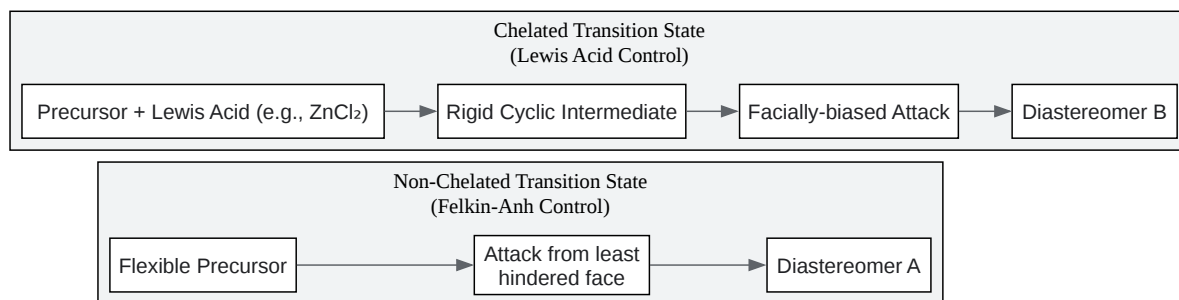 Chelated Transition State
(Lewis Acid Control)
Precursor + Lewis Acid (e.g., ZnCl₂)
Rigid Cyclic Intermediate
Facially-biased Attack
Diastereomer B
Non-Chelated Transition State
(Felkin-Anh Control)
Flexible Precursor
Attack from least
hindered face
Diastereomer A